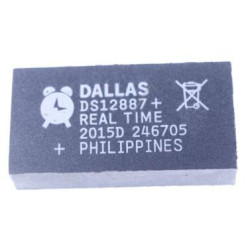 DALLAS
DS12887+
REAL TIME
2015D 246705
+ PHILIPPINES